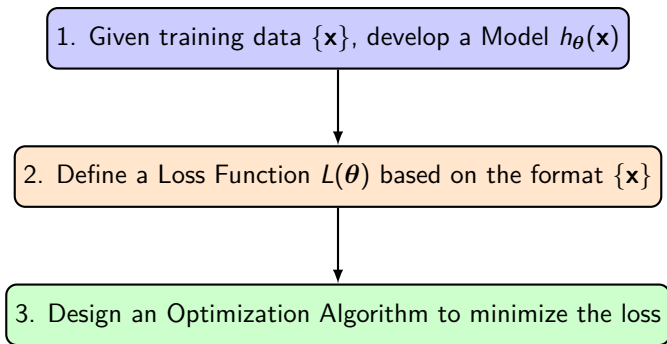 1. Given training data {𝐱}, develop a Model h_𝜽(𝐱)
2. Define a Loss Function L(𝜽) based on the format {𝐱}
3. Design an Optimization Algorithm to minimize the loss